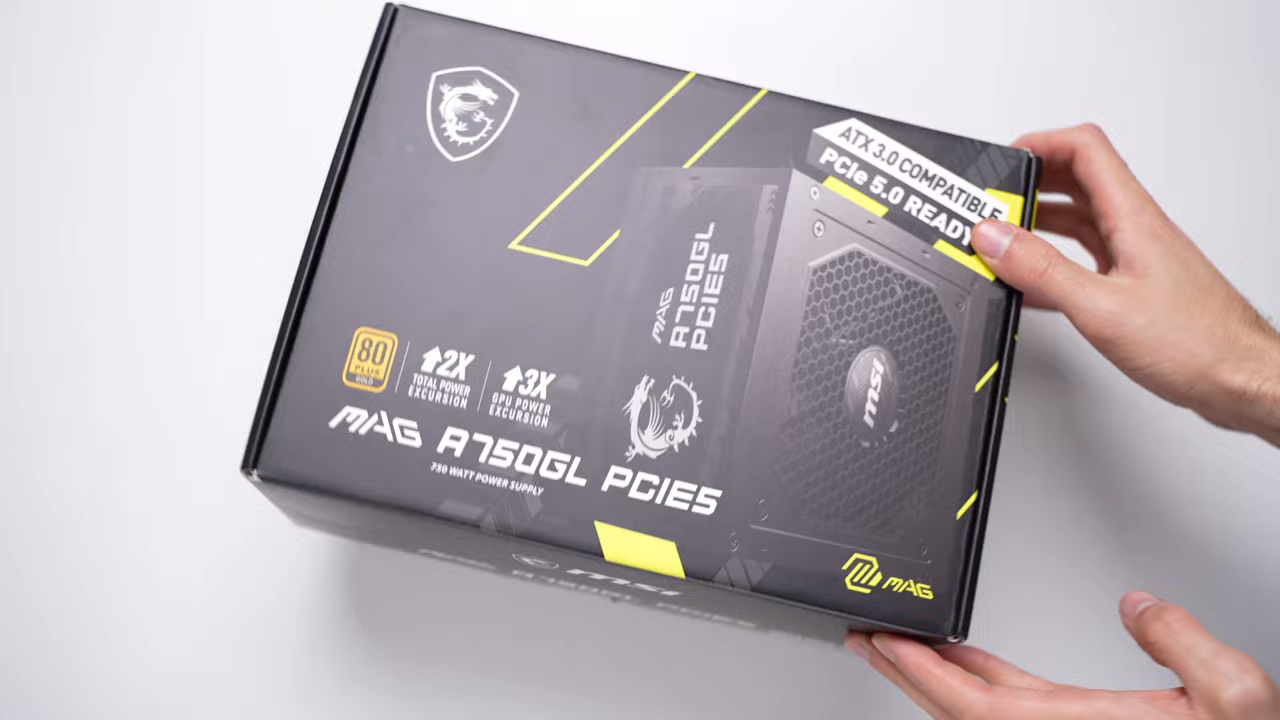 ATX 3.0 COMPATIBLE
PCIe 5.0 READY
MAG
A750GL
PCIE5
msi
80
PLUS
GOLD
2X
TOTAL POWER
EXCURSION
3X
GPU POWER
EXCURSION
MAG A750GL PCIE5
750 WATT POWER SUPPLY
MAG
msi